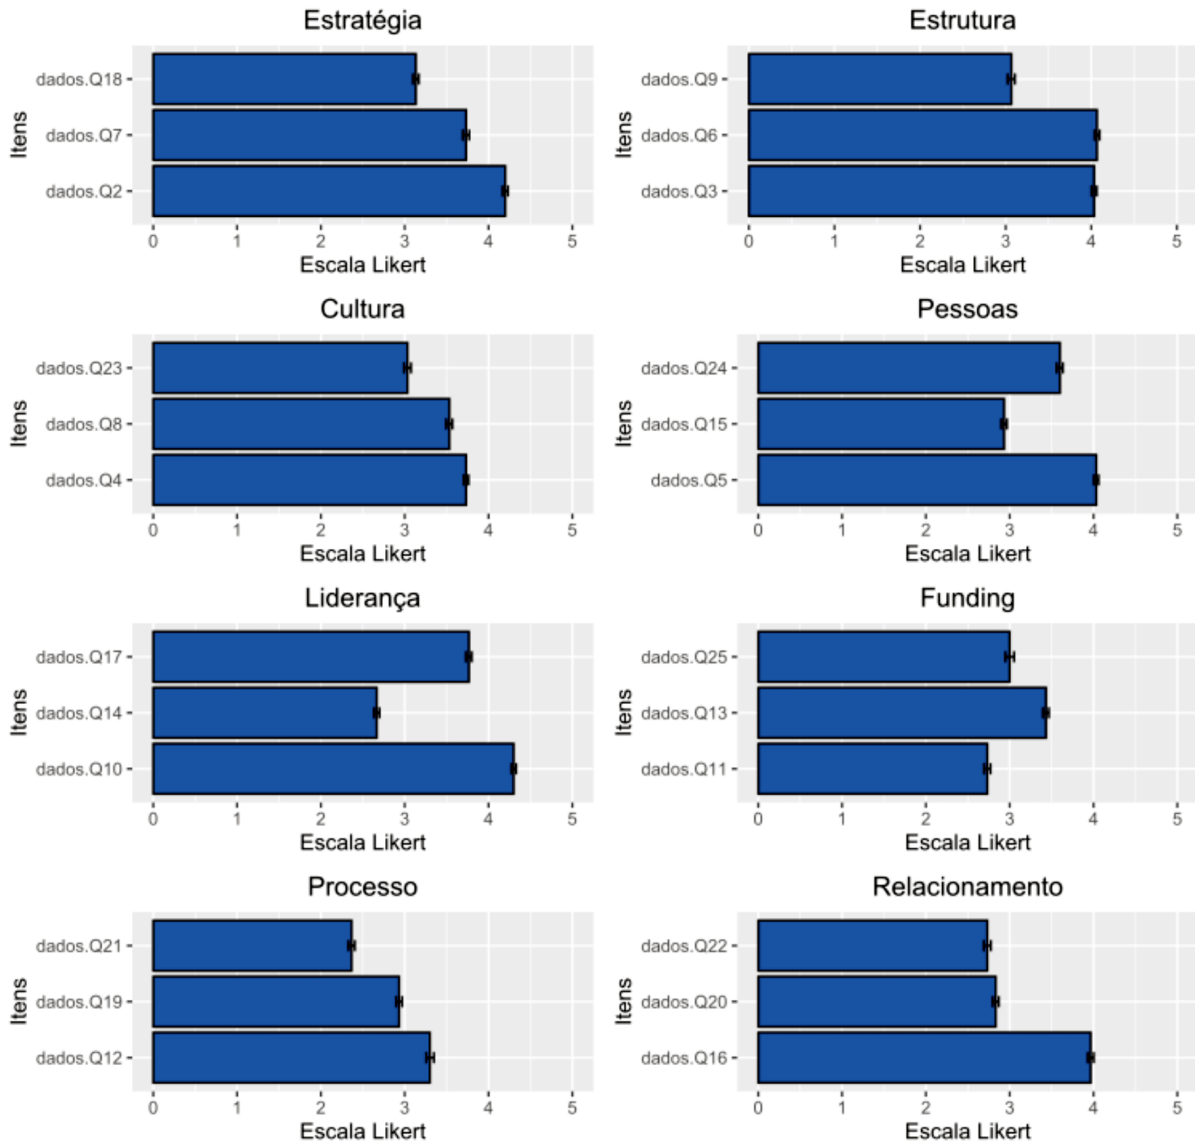 Estratégia
Itens
dados.Q18
dados.Q7
dados.Q2
0 1 2 3 4 5
Escala Likert
Estrutura
Itens
dados.Q9
dados.Q6
dados.Q3
0 1 2 3 4 5
Escala Likert
Cultura
Itens
dados.Q23
dados.Q8
dados.Q4
0 1 2 3 4 5
Escala Likert
Pessoas
Itens
dados.Q24
dados.Q15
dados.Q5
0 1 2 3 4 5
Escala Likert
Liderança
Itens
dados.Q17
dados.Q14
dados.Q10
0 1 2 3 4 5
Escala Likert
Funding
Itens
dados.Q25
dados.Q13
dados.Q11
0 1 2 3 4 5
Escala Likert
Processo
Itens
dados.Q21
dados.Q19
dados.Q12
0 1 2 3 4 5
Escala Likert
Relacionamento
Itens
dados.Q22
dados.Q20
dados.Q16
0 1 2 3 4 5
Escala Likert